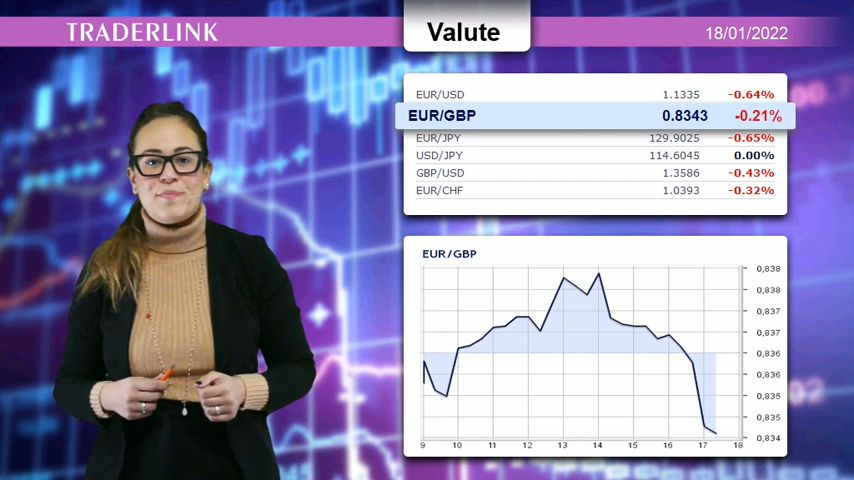 TRADERLINK
Valute
18/01/2022
EUR/USD 1.1335 -0.64%
EUR/GBP 0.8343 -0.21%
EUR/JPY 129.9025 -0.65%
USD/JPY 114.6045 0.00%
GBP/USD 1.3586 -0.43%
EUR/CHF 1.0393 -0.32%
EUR/GBP
0,838
0,838
0,837
0,837
0,836
0,836
0,835
0,835
0,834
9 10 11 12 13 14 15 16 17 18